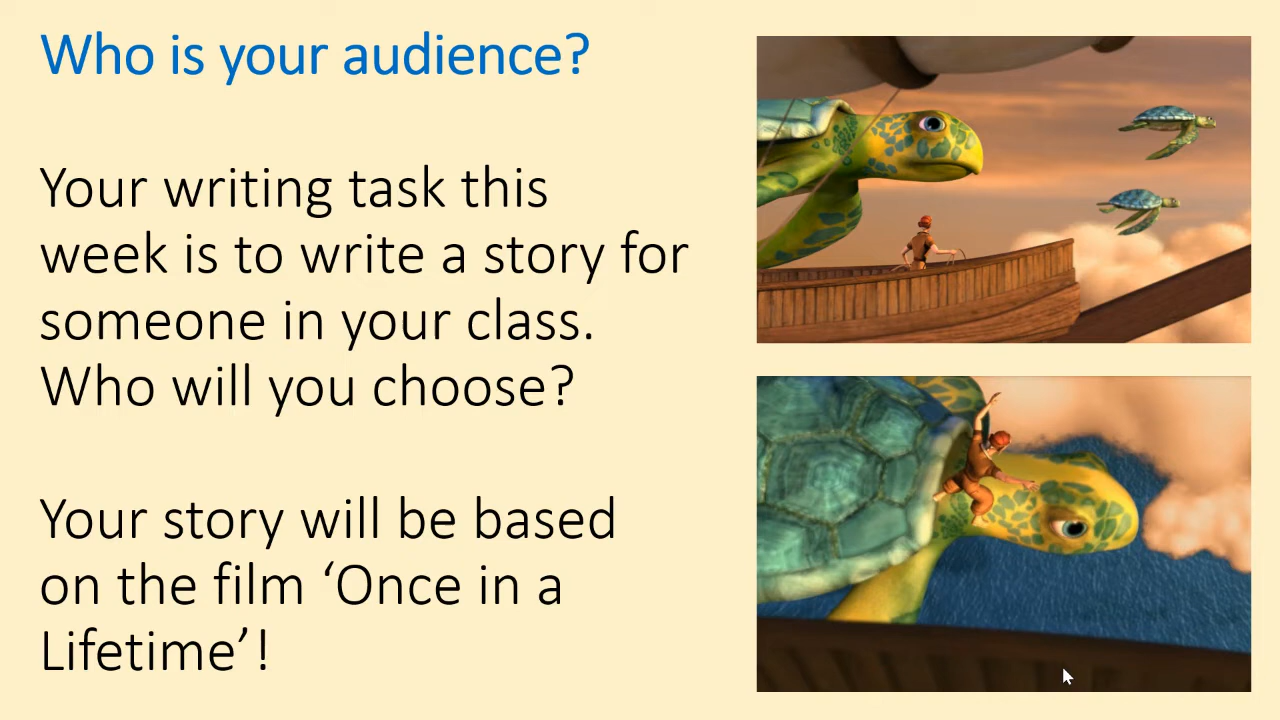 Who is your audience?
Your writing task this
week is to write a story for
someone in your class.
Who will you choose?
Your story will be based
on the film ‘Once in a
Lifetime’!